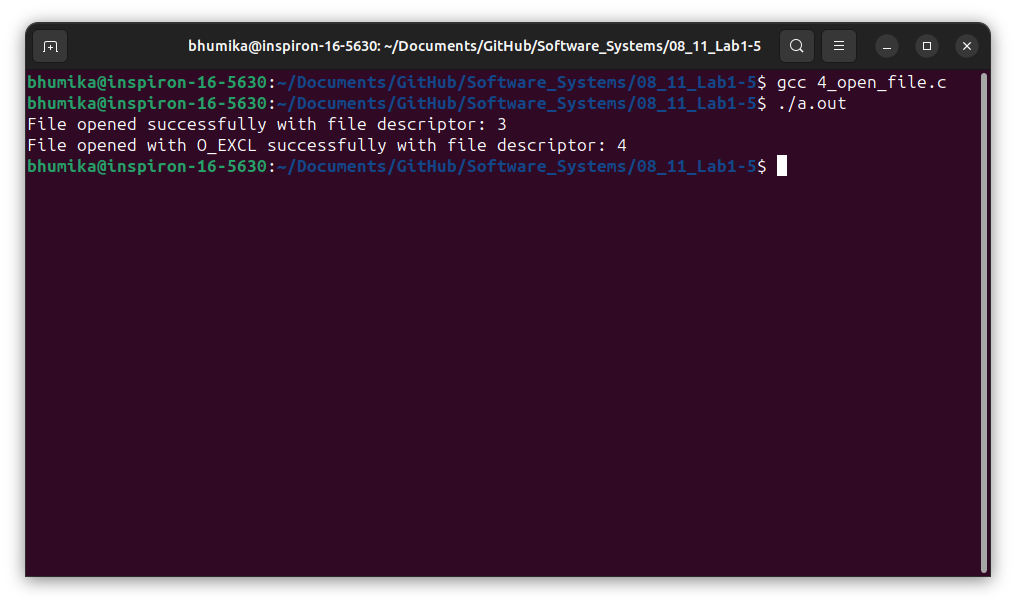 bhumika@inspiron-16-5630: ~/Documents/GitHub/Software_Systems/08_11_Lab1-5
bhumika@inspiron-16-5630:~/Documents/GitHub/Software_Systems/08_11_Lab1-5$ gcc 4_open_file.c
bhumika@inspiron-16-5630:~/Documents/GitHub/Software_Systems/08_11_Lab1-5$ ./a.out
File opened successfully with file descriptor: 3
File opened with O_EXCL successfully with file descriptor: 4
bhumika@inspiron-16-5630:~/Documents/GitHub/Software_Systems/08_11_Lab1-5$